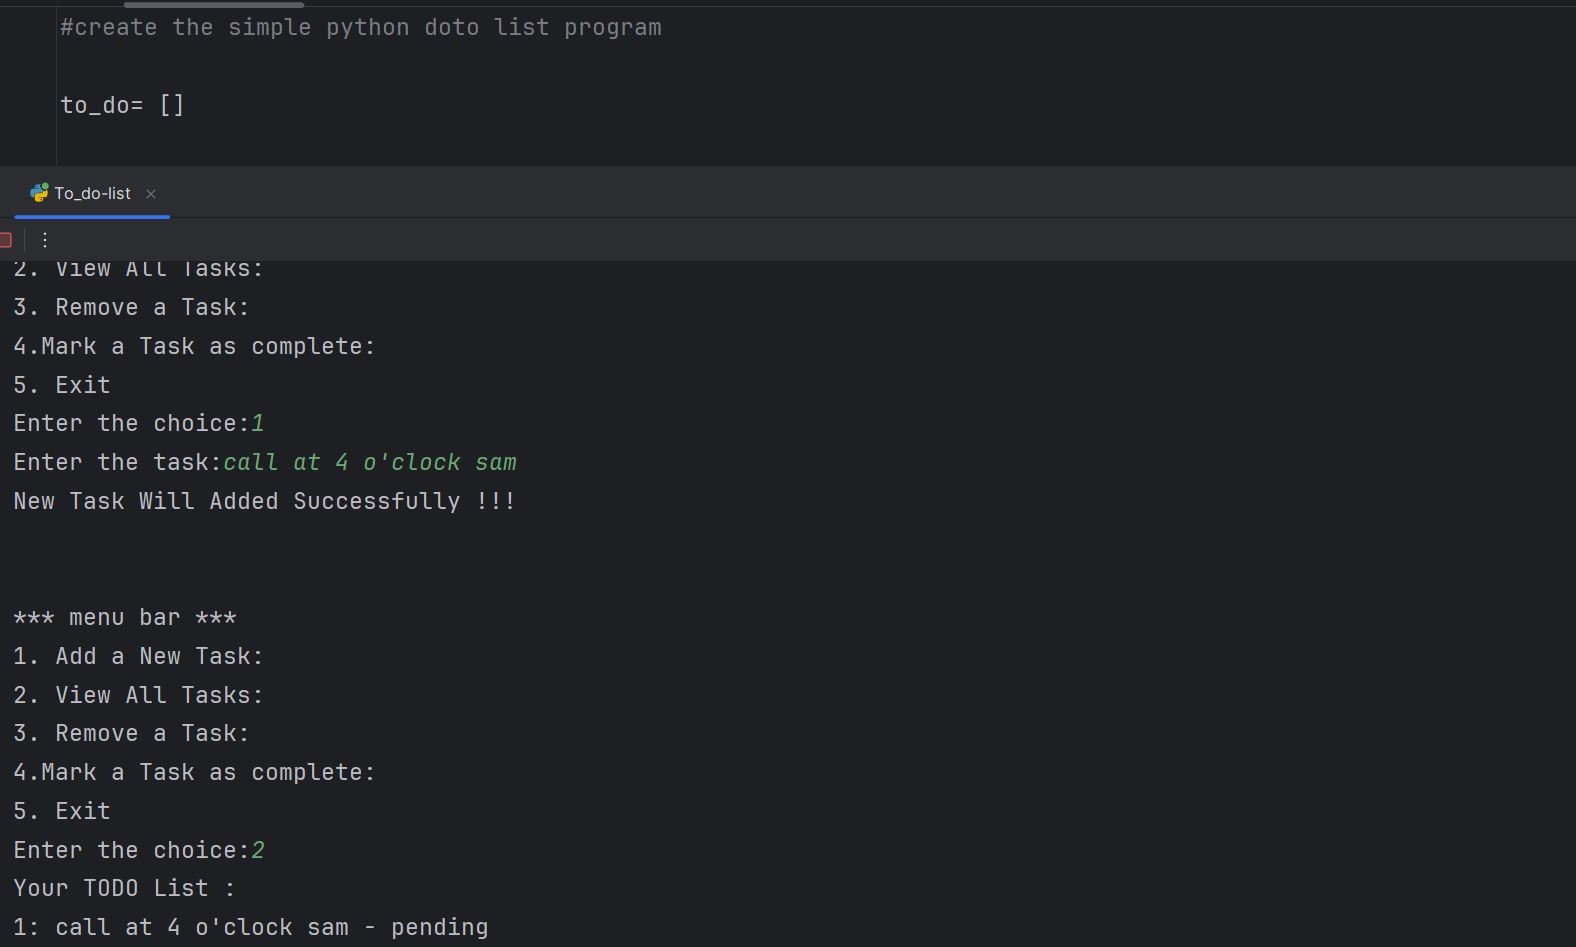 #create the simple python doto list program
to_do= []
To_do-list
2. View All Tasks:
3. Remove a Task:
4.Mark a Task as complete:
5. Exit
Enter the choice:1
Enter the task:call at 4 o'clock sam
New Task Will Added Successfully !!!
*** menu bar ***
1. Add a New Task:
2. View All Tasks:
3. Remove a Task:
4.Mark a Task as complete:
5. Exit
Enter the choice:2
Your TODO List :
1: call at 4 o'clock sam - pending